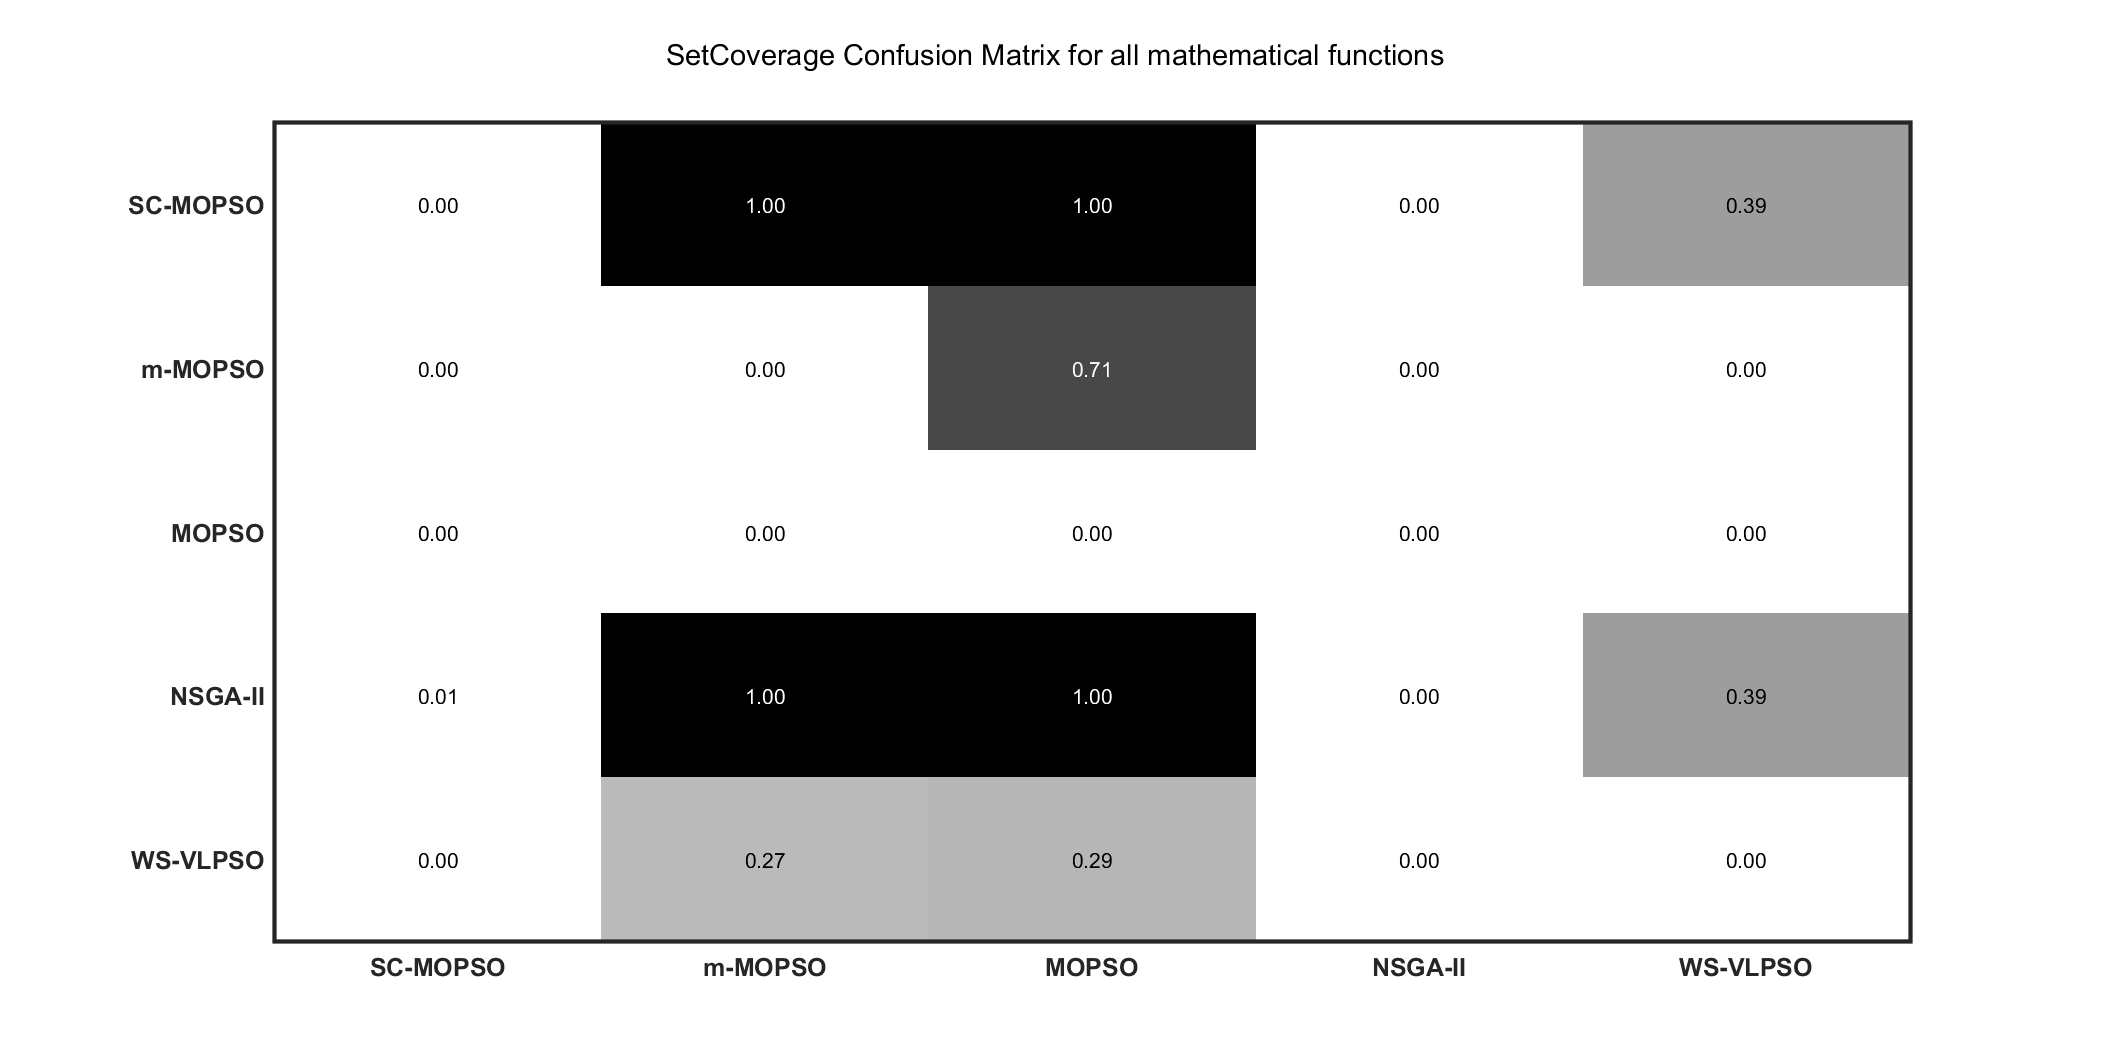 SetCoverage Confusion Matrix for all mathematical functions
SC-MOPSO 0.00 1.00 1.00 0.00 0.39
m-MOPSO 0.00 0.00 0.71 0.00 0.00
MOPSO 0.00 0.00 0.00 0.00 0.00
NSGA-II 0.01 1.00 1.00 0.00 0.39
WS-VLPSO 0.00 0.27 0.29 0.00 0.00
SC-MOPSO m-MOPSO MOPSO NSGA-II WS-VLPSO